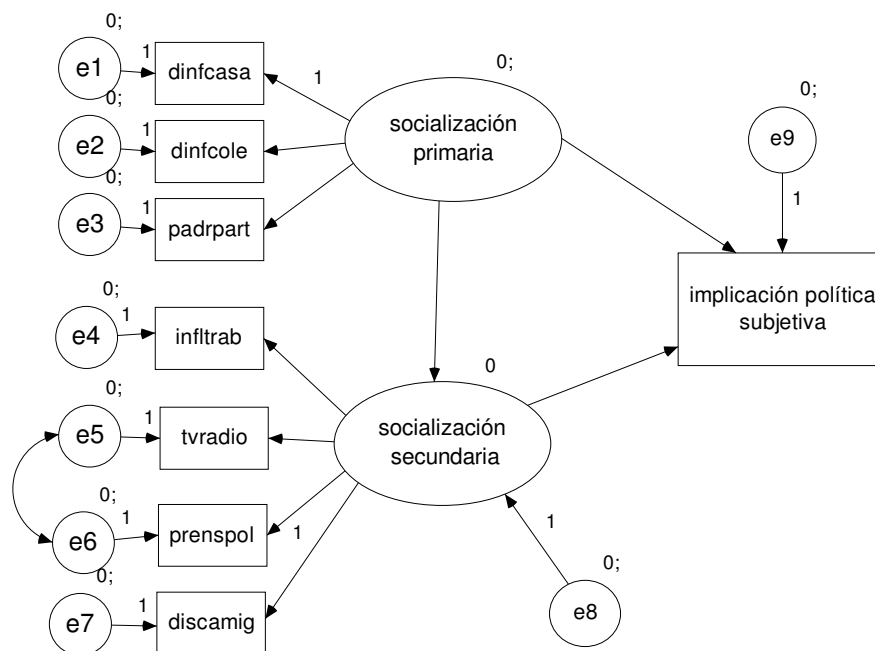 0;
e1
1
dinfcasa
1
0;
e2
1
dinfcole
0;
e3
1
padrpart
0;
socialización
primaria
0;
e9
1
implicación política
subjetiva
0;
e4
1
infltrab
0;
e5
1
tvradio
0;
e6
1
prenspol
1
0;
e7
1
discamig
0
socialización
secundaria
1
0;
e8